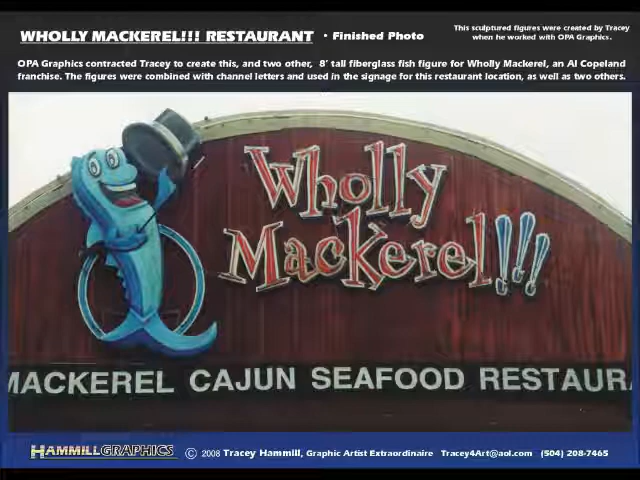 WHOLLY MACKEREL!!! RESTAURANT • Finished Photo
This sculptured figures were created by Tracey
when he worked with OPA Graphics.
OPA Graphics contracted Tracey to create this, and two other, 8' tall fiberglass fish figure for Wholly Mackerel, an Al Copeland
franchise. The figures were combined with channel letters and used in the signage for this restaurant location, as well as two others.
Wholly
Mackerel!!!
MACKEREL CAJUN SEAFOOD RESTAUR
HAMMILLGRAPHICS © 2008 Tracey Hammill, Graphic Artist Extraordinaire Tracey4Art@aol.com (504) 208-7465